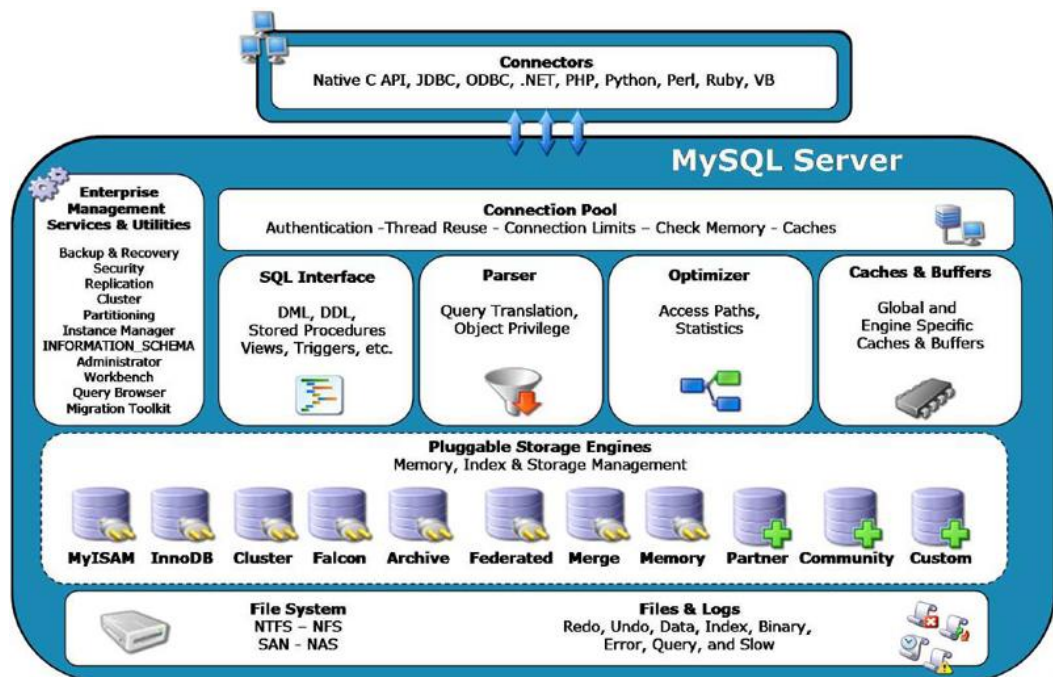 Connectors
Native C API, JDBC, ODBC, .NET, PHP, Python, Perl, Ruby, VB
MySQL Server
Enterprise
Management
Services & Utilities
Backup & Recovery
Security
Replication
Cluster
Partitioning
Instance Manager
INFORMATION_SCHEMA
Administrator
Workbench
Query Browser
Migration Toolkit
Connection Pool
Authentication -Thread Reuse - Connection Limits – Check Memory - Caches
SQL Interface
DML, DDL,
Stored Procedures
Views, Triggers, etc.
Parser
Query Translation,
Object Privilege
Optimizer
Access Paths,
Statistics
Caches & Buffers
Global and
Engine Specific
Caches & Buffers
Pluggable Storage Engines
Memory, Index & Storage Management
MyISAM InnoDB Cluster Falcon Archive Federated Merge Memory Partner Community Custom
File System
NTFS – NFS
SAN - NAS
Files & Logs
Redo, Undo, Data, Index, Binary,
Error, Query, and Slow